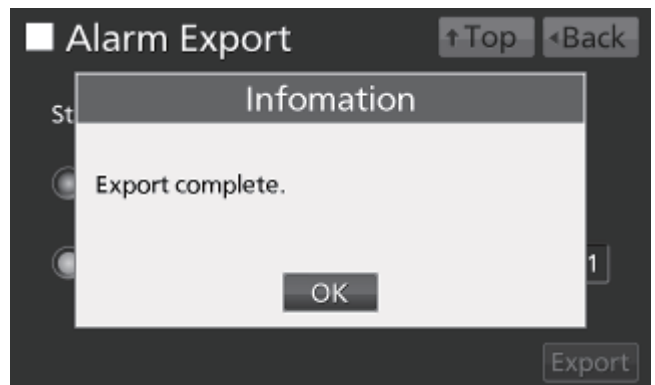 Alarm Export
↑Top
◂Back
St
Infomation
Export complete.
1
OK
Export